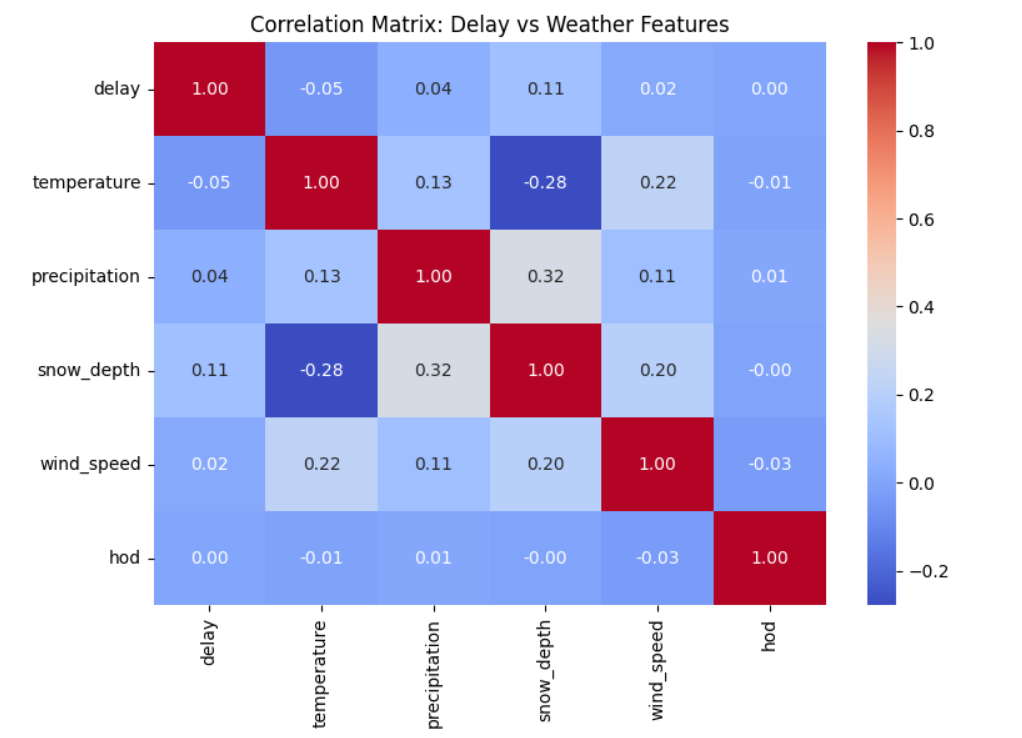 Correlation Matrix: Delay vs Weather Features
delay 1.00 -0.05 0.04 0.11 0.02 0.00
temperature -0.05 1.00 0.13 -0.28 0.22 -0.01
precipitation 0.04 0.13 1.00 0.32 0.11 0.01
snow_depth 0.11 -0.28 0.32 1.00 0.20 -0.00
wind_speed 0.02 0.22 0.11 0.20 1.00 -0.03
hod 0.00 -0.01 0.01 -0.00 -0.03 1.00
delay temperature precipitation snow_depth wind_speed hod
1.0
0.8
0.6
0.4
0.2
0.0
−0.2